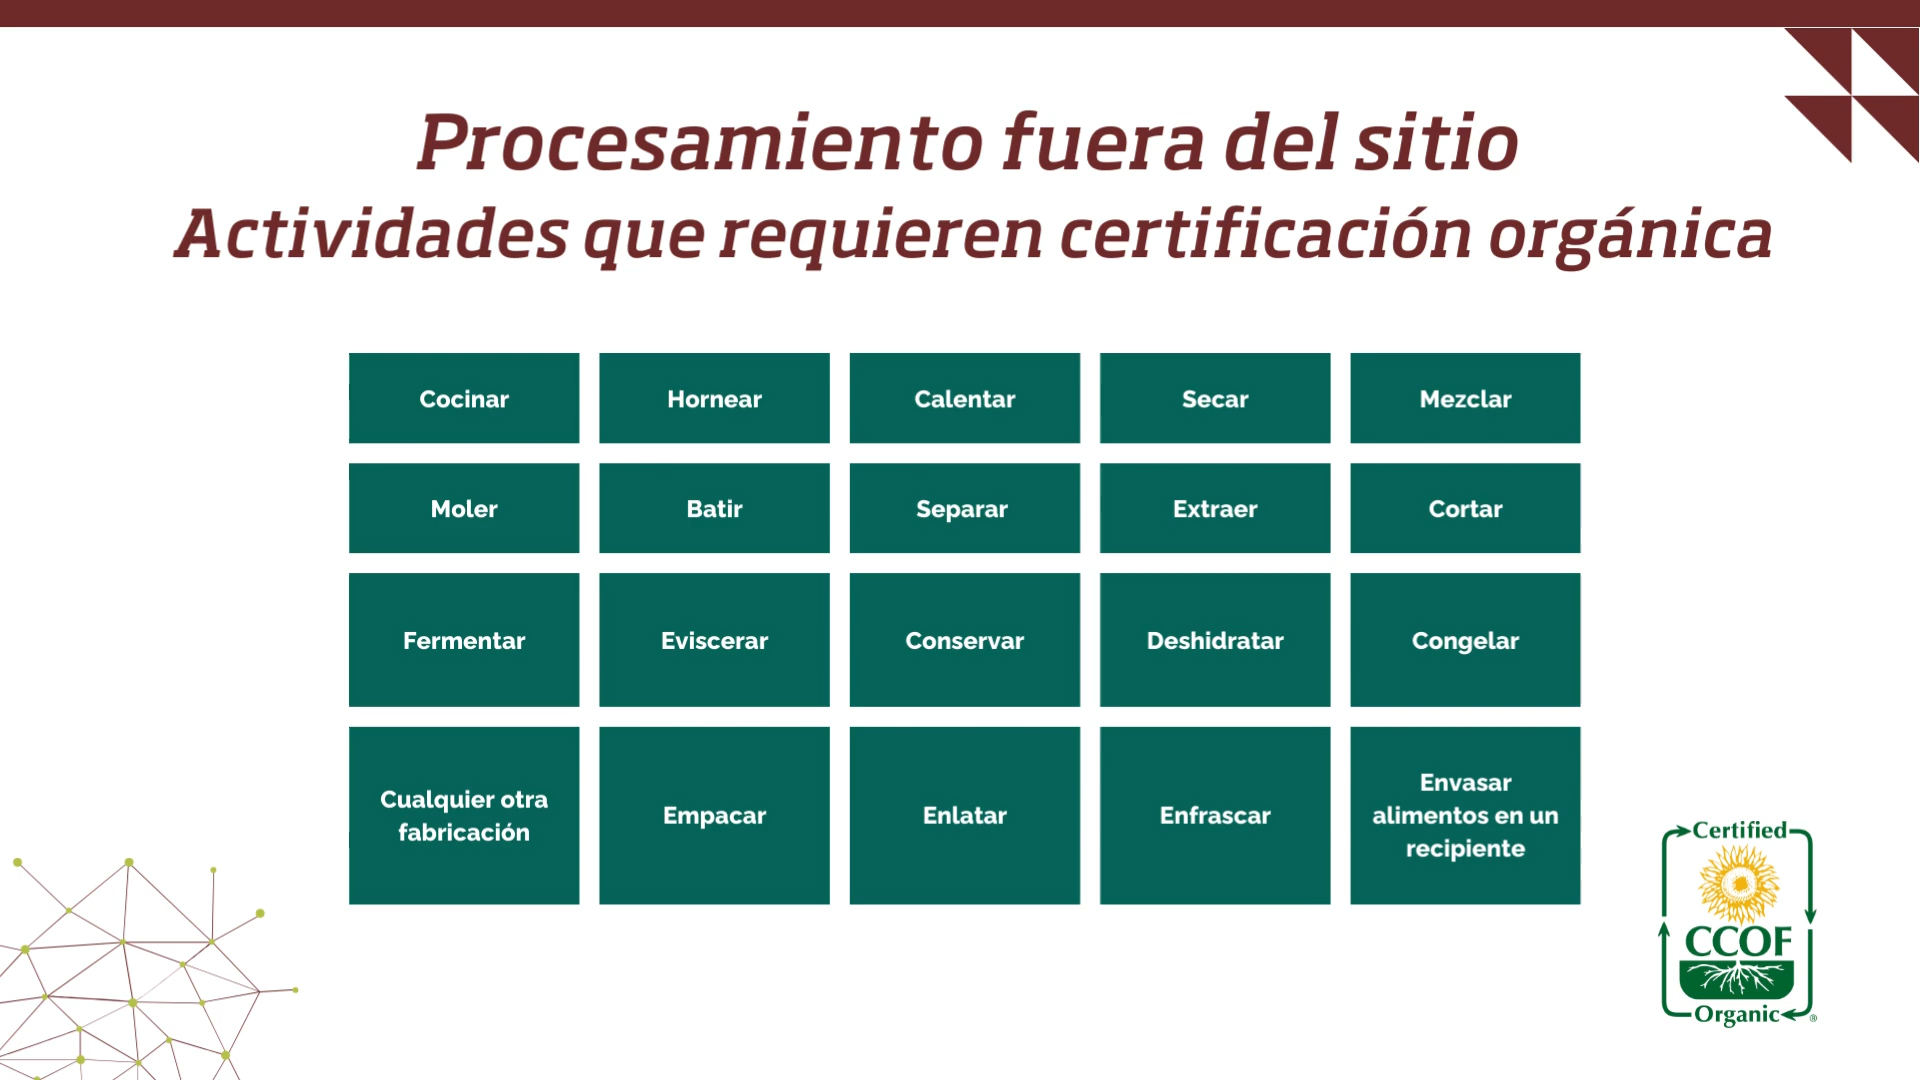 Procesamiento fuera del sitio
Actividades que requieren certificación orgánica
Cocinar
Hornear
Calentar
Secar
Mezclar
Moler
Batir
Separar
Extraer
Cortar
Fermentar
Eviscerar
Conservar
Deshidratar
Congelar
Cualquier otra
fabricación
Empacar
Enlatar
Enfrascar
Envasar
alimentos en un
recipiente
Certified
CCOF
Organic
®